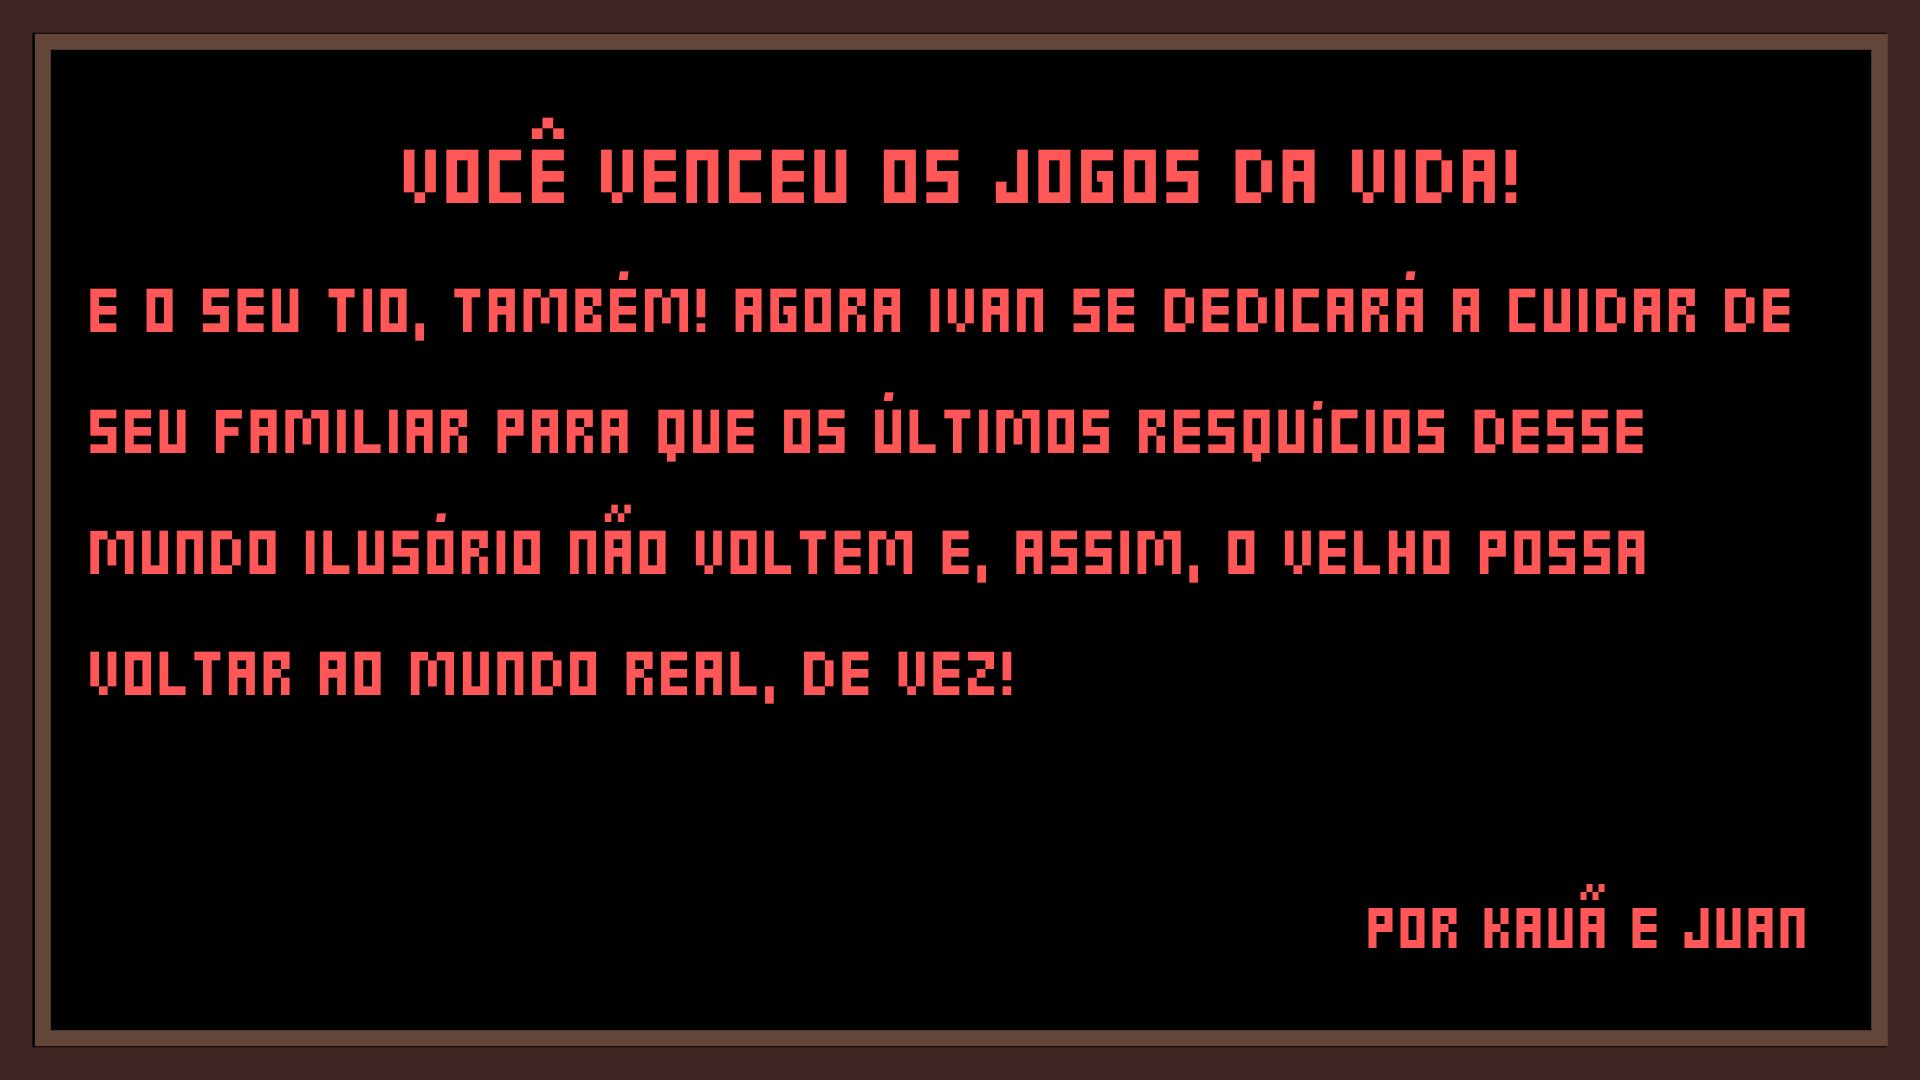 VOCÊ VENCEU OS JOGOS DA VIDA!
E O SEU TIO, TAMBÉM! AGORA IVAN SE DEDICARÁ A CUIDAR DE
SEU FAMILIAR PARA QUE OS ÚLTIMOS RESQUÍCIOS DESSE
MUNDO ILUSÓRIO NÃO VOLTEM E, ASSIM, O VELHO POSSA
VOLTAR AO MUNDO REAL, DE VEZ!
POR KAUÃ E JUAN